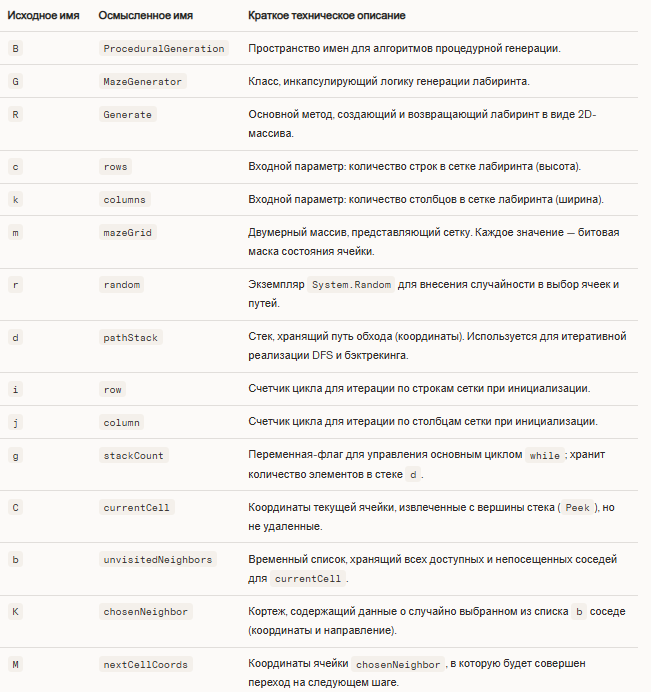 Исходное имя Осмысленное имя Краткое техническое описание
B ProceduralGeneration Пространство имен для алгоритмов процедурной генерации.
G MazeGenerator Класс, инкапсулирующий логику генерации лабиринта.
R Generate Основной метод, создающий и возвращающий лабиринт в виде 2D-
массива.
c rows Входной параметр: количество строк в сетке лабиринта (высота).
k columns Входной параметр: количество столбцов в сетке лабиринта (ширина).
m mazeGrid Двумерный массив, представляющий сетку. Каждое значение — битовая
маска состояния ячейки.
r random Экземпляр System.Random для внесения случайности в выбор ячеек и
путей.
d pathStack Стек, хранящий путь обхода (координаты). Используется для итеративной
реализации DFS и бэктрекинга.
i row Счетчик цикла для итерации по строкам сетки при инициализации.
j column Счетчик цикла для итерации по столбцам сетки при инициализации.
g stackCount Переменная-флаг для управления основным циклом while ; хранит
количество элементов в стеке d .
C currentCell Координаты текущей ячейки, извлеченные с вершины стека ( Peek ), но
не удаленные.
b unvisitedNeighbors Временный список, хранящий всех доступных и непосещенных соседей
для currentCell .
K chosenNeighbor Кортеж, содержащий данные о случайно выбранном из списка b соседе
(координаты и направление).
M nextCellCoords Координаты ячейки chosenNeighbor , в которую будет совершен
переход на следующем шаге.